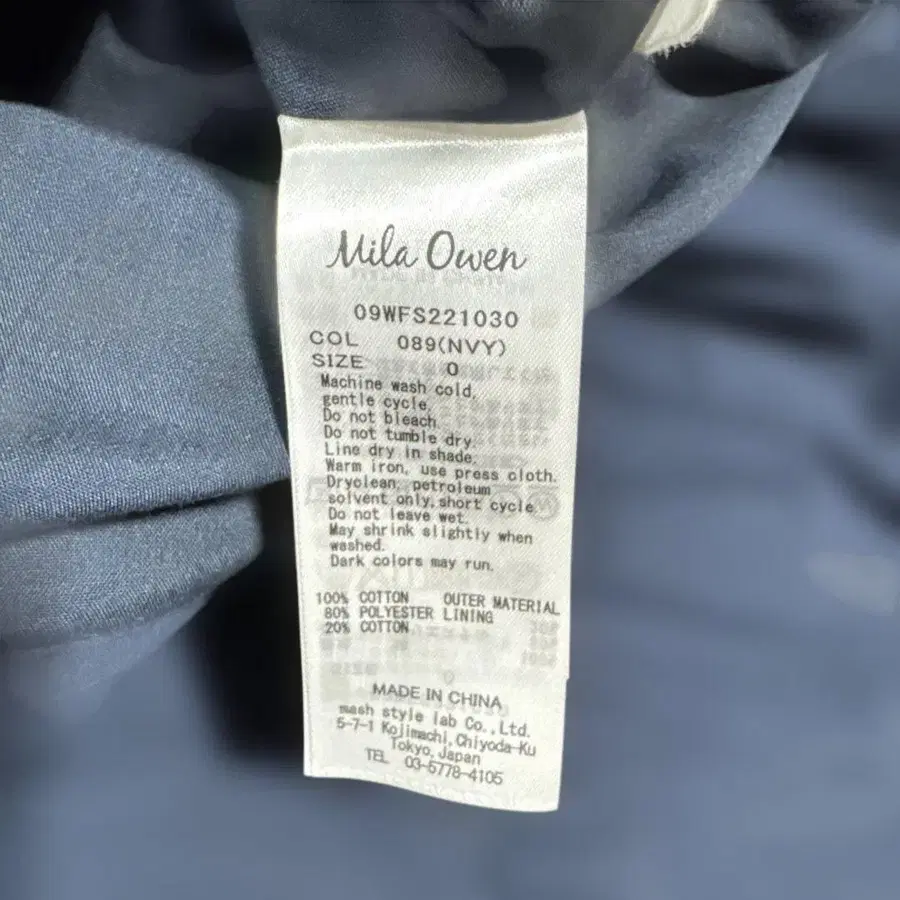 Mila Owen
09WFS221030
COL 089(NVY)
SIZE 0
Machine wash cold,
gentle cycle.
Do not bleach.
Do not tumble dry.
Line dry in shade.
Warm iron, use press cloth.
Dryclean, petroleum
solvent only, short cycle.
Do not leave wet.
May shrink slightly when
washed.
Dark colors may run.
100% COTTON OUTER MATERIAL
80% POLYESTER LINING
20% COTTON
MADE IN CHINA
mash style lab Co., Ltd.
5-7-1 Kojimachi, Chiyoda-Ku
Tokyo, Japan
TEL 03-5778-4105